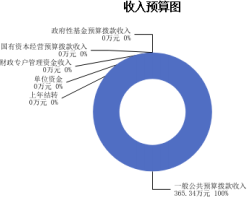 收入预算图
政府性基金预算拨款收入
0万元 0%
国有资本经营预算拨款收入
0万元 0%
财政专户管理资金收入
0万元 0%
单位资金
0万元 0%
上年结转
0万元 0%
一般公共预算拨款收入
365.34万元 100%